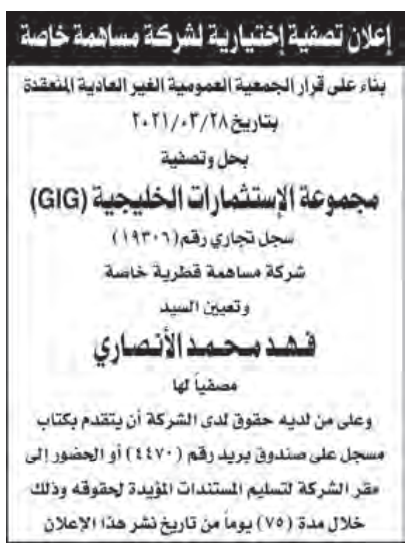 إعلان تصفية إختيارية لشركة مساهمة خاصة
بناء على قرار الجمعية العمومية الغير العادية المنعقدة
بتاريخ ٢٠٢١/٠٣/٢٨
بحل وتصفية
مجموعة الإستثمارات الخليجية (GIG)
سجل تجاري رقم (١٩٣٠٦)
شركة مساهمة قطرية خاصة
وتعيين السيد
فهد محمد الأنصاري
مصفياً لها
وعلى من لديه حقوق لدى الشركة أن يتقدم بكتاب
مسجل على صندوق بريد رقم (٤٤٧٠) أو الحضور إلى
مقر الشركة لتسليم المستندات المؤيدة لحقوقه وذلك
خلال مدة (٧٥) يوماً من تاريخ نشر هذا الإعلان